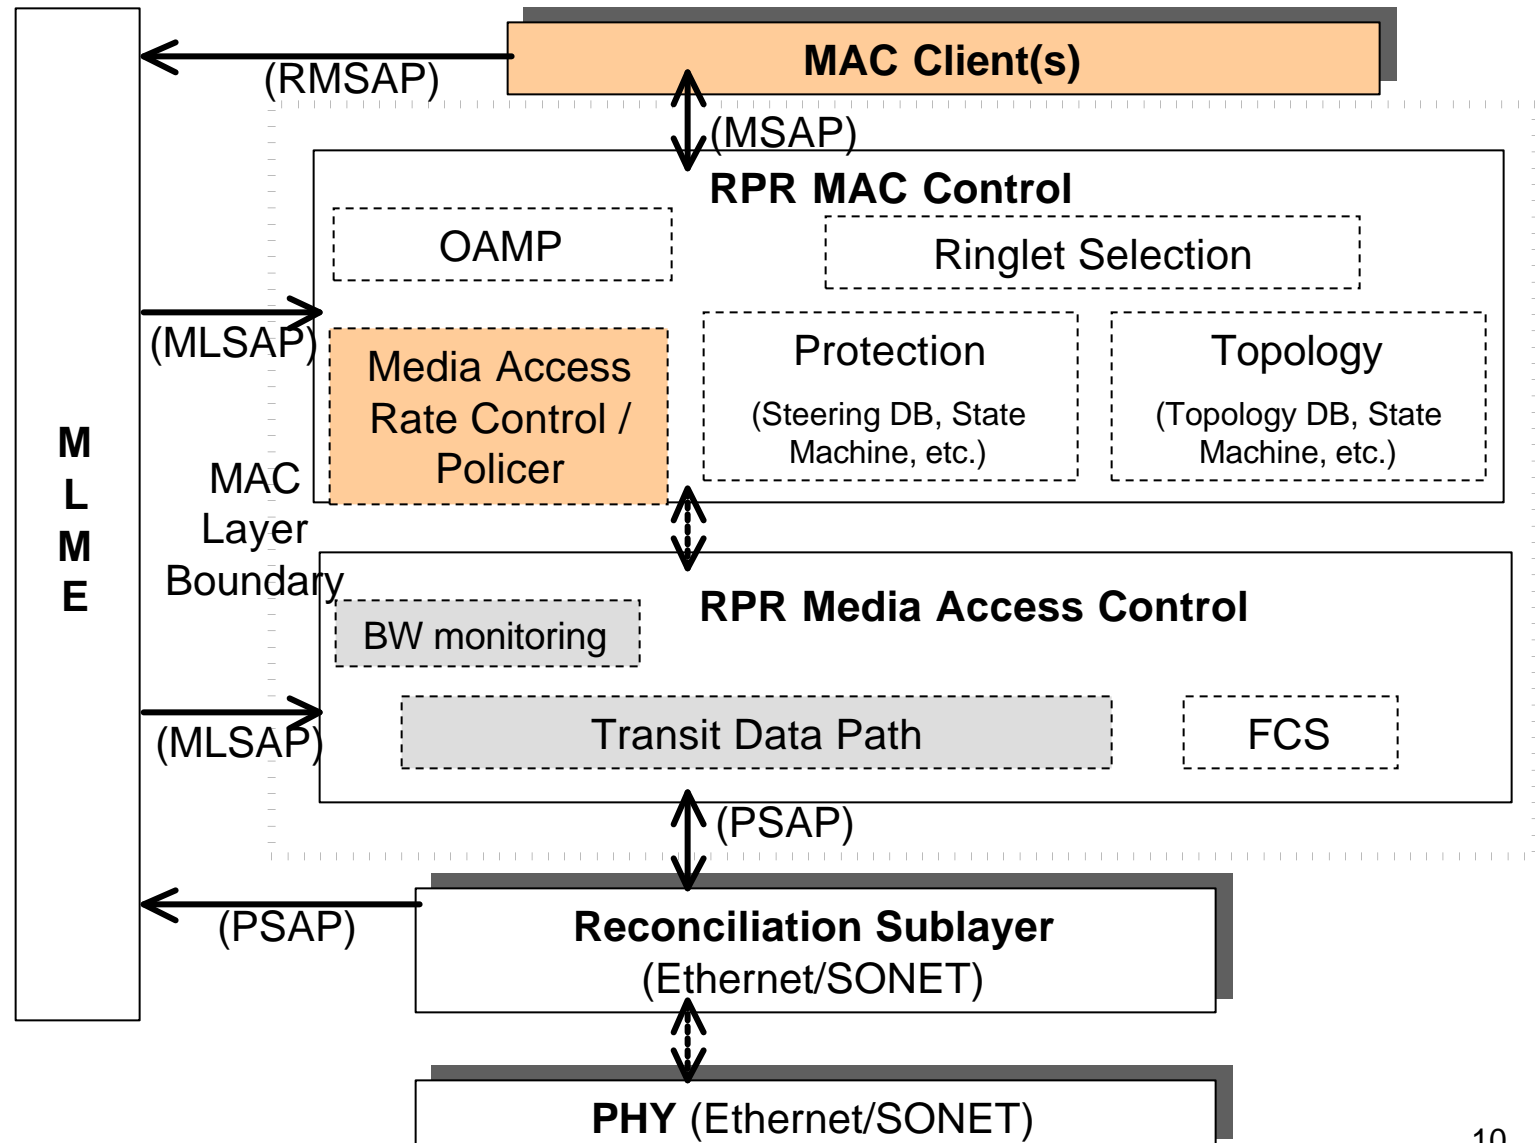 MAC Client(s)
(RMSAP)
(MSAP)
RPR MAC Control
OAMP
Ringlet Selection
(MLSAP)
Media Access
Rate Control /
Policer
Protection
(Steering DB, State
Machine, etc.)
Topology
(Topology DB, State
Machine, etc.)
M
L
M
E
MAC
Layer
Boundary
RPR Media Access Control
BW monitoring
(MLSAP)
Transit Data Path
FCS
(PSAP)
(PSAP)
Reconciliation Sublayer
(Ethernet/SONET)
PHY (Ethernet/SONET)
10